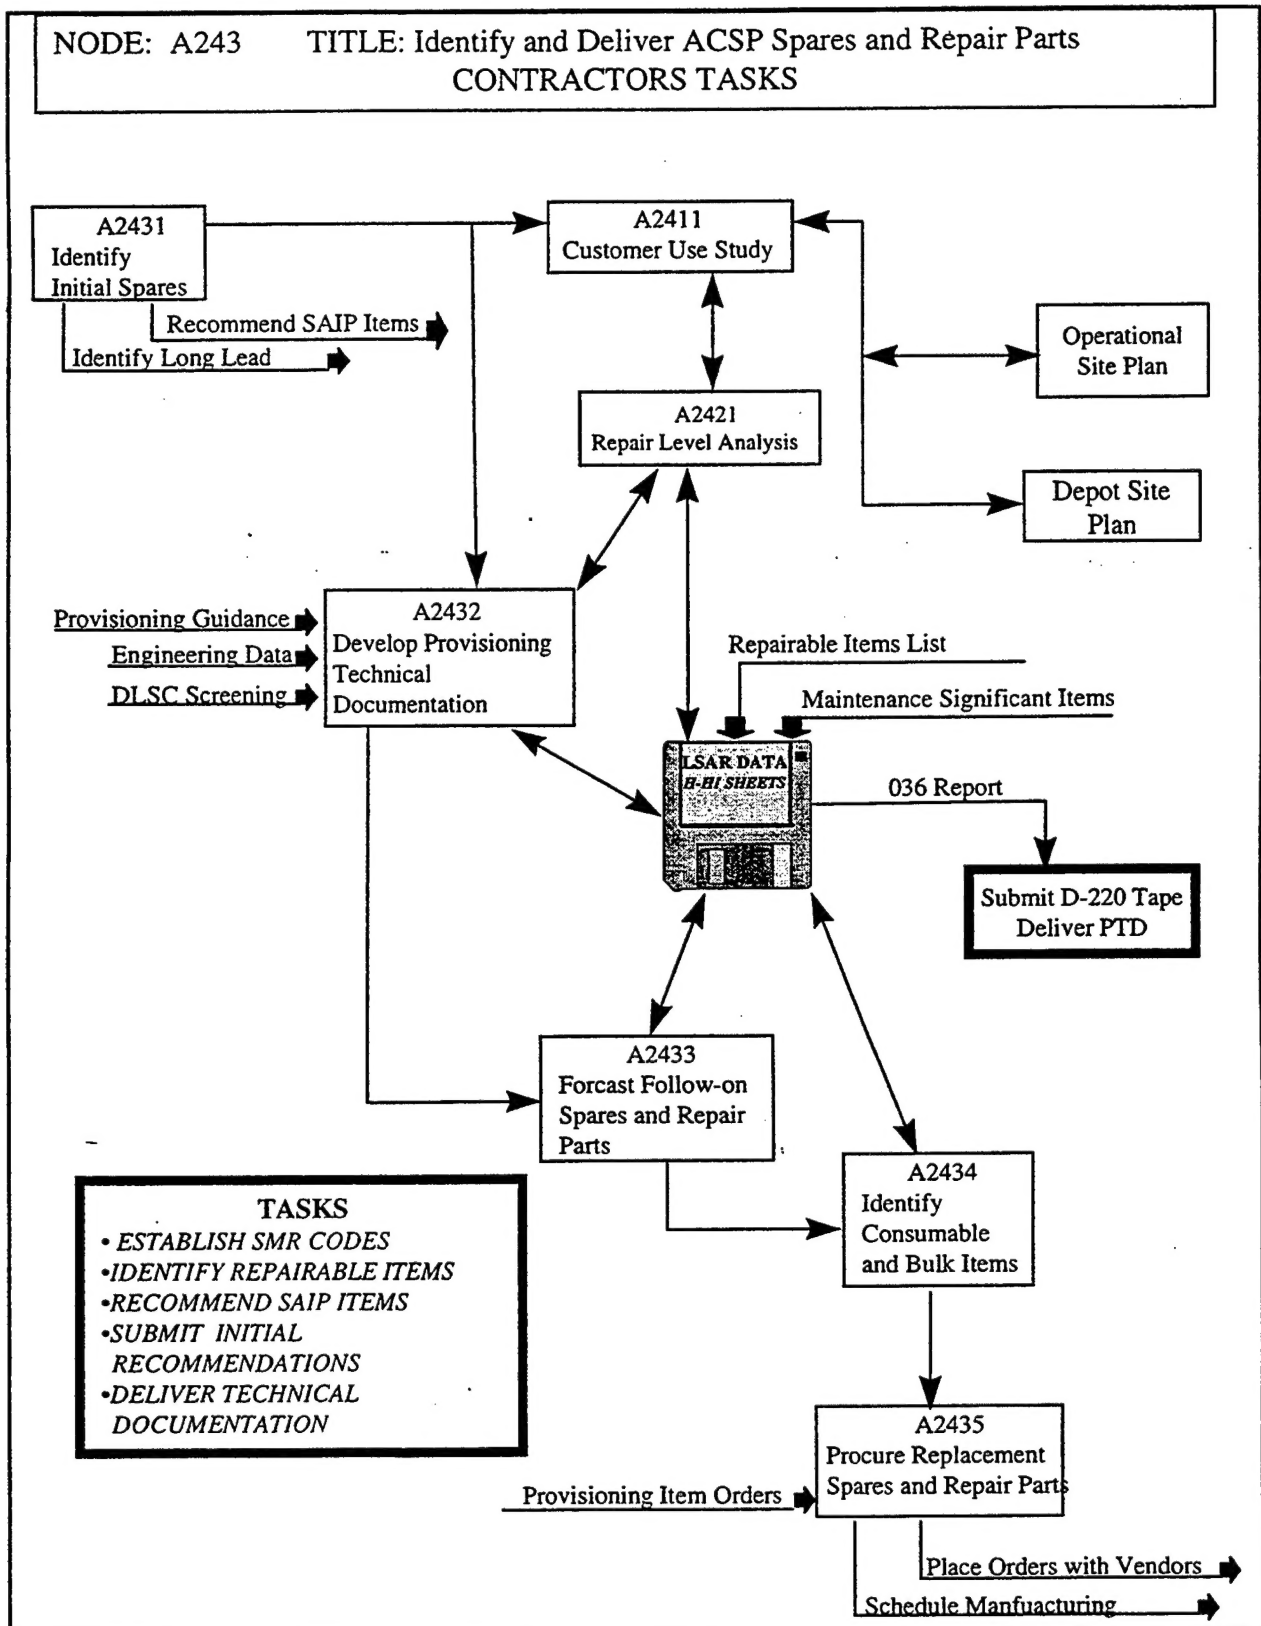 NODE: A243 TITLE: Identify and Deliver ACSP Spares and Repair Parts
CONTRACTORS TASKS
A2431
Identify
Initial Spares
Recommend SAIP Items
Identify Long Lead
A2411
Customer Use Study
Operational
Site Plan
A2421
Repair Level Analysis
Depot Site
Plan
Provisioning Guidance
Engineering Data
DLSC Screening
A2432
Develop Provisioning
Technical
Documentation
Repairable Items List
Maintenance Significant Items
LSAR DATA
H-HI SHEETS
036 Report
Submit D-220 Tape
Deliver PTD
A2433
Forcast Follow-on
Spares and Repair
Parts
A2434
Identify
Consumable
and Bulk Items
TASKS
• ESTABLISH SMR CODES
•IDENTIFY REPAIRABLE ITEMS
•RECOMMEND SAIP ITEMS
•SUBMIT INITIAL
RECOMMENDATIONS
•DELIVER TECHNICAL
DOCUMENTATION
A2435
Procure Replacement
Spares and Repair Parts
Provisioning Item Orders
Place Orders with Vendors
Schedule Manfuacturing